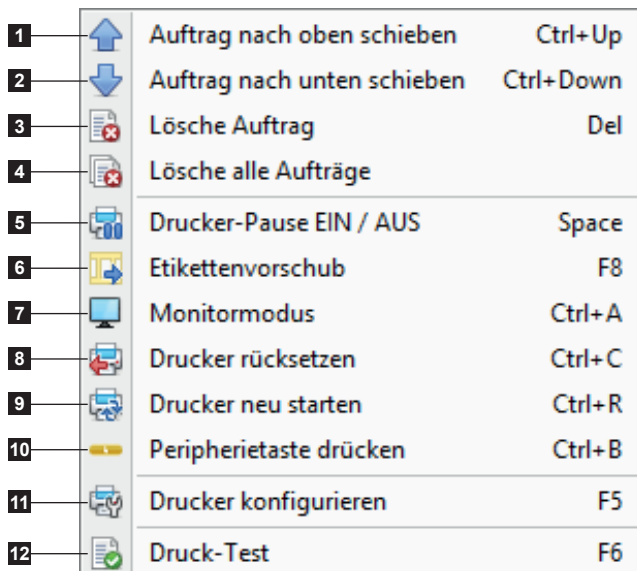 1 Auftrag nach oben schieben Ctrl+Up
2 Auftrag nach unten schieben Ctrl+Down
3 Lösche Auftrag Del
4 Lösche alle Aufträge
5 Drucker-Pause EIN / AUS Space
6 Etikettenvorschub F8
7 Monitormodus Ctrl+A
8 Drucker rücksetzen Ctrl+C
9 Drucker neu starten Ctrl+R
10 Peripherietaste drücken Ctrl+B
11 Drucker konfigurieren F5
12 Druck-Test F6